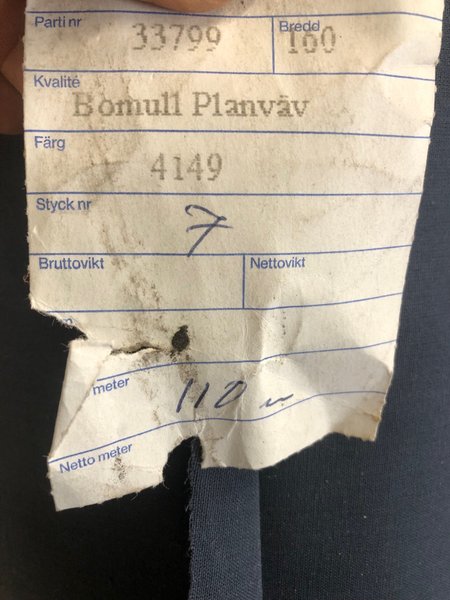 Parti nr 33799 Bredd 160
Kvalité
Bomull Planväv
Färg
4149
Styck nr
7
Bruttovikt Nettovikt
meter 110 m
Netto meter